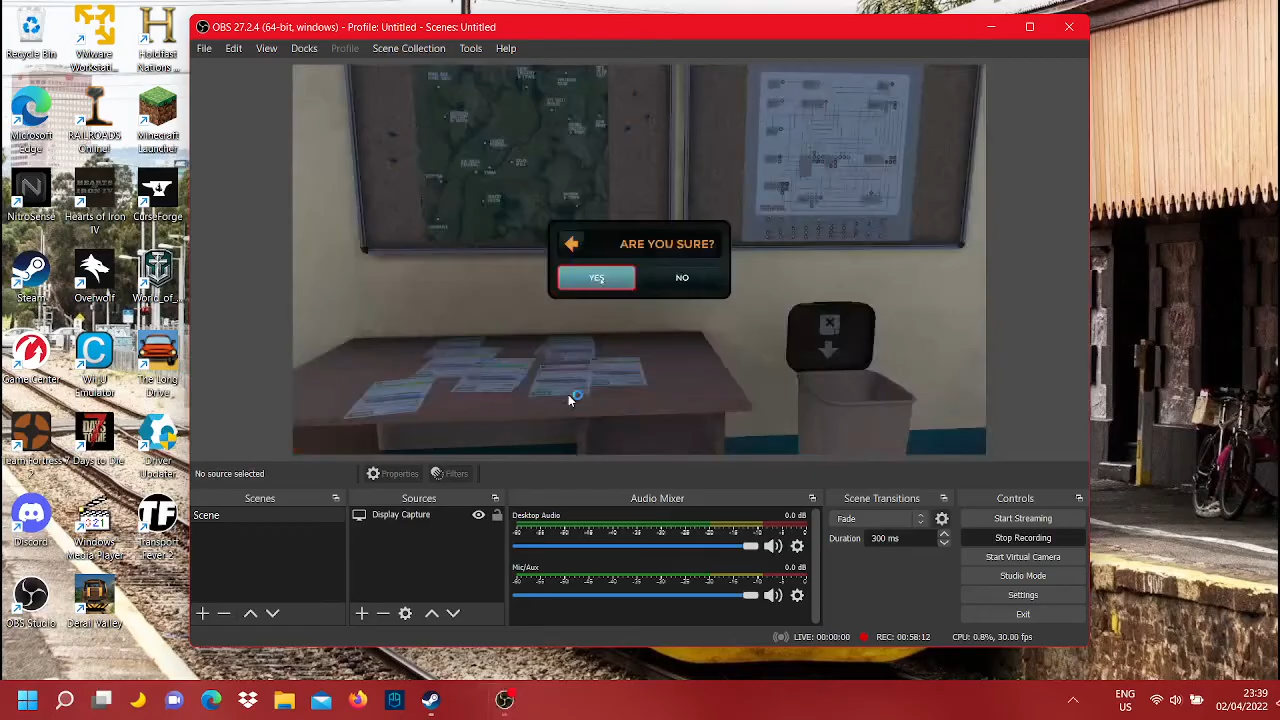 OBS 27.2.4 (64-bit, windows) - Profile: Untitled - Scenes: Untitled
File Edit View Docks Profile Scene Collection Tools Help
Recycle Bin
VMware Workstati...
Holdfast Nations ...
Microsoft Edge
RAILROADS Online!
Minecraft Launcher
NitroSense
Hearts of Iron IV
CurseForge
Steam
Overwolf
World_of_...
Game Center
Wii U Emulator
The Long Drive
Team Fortress 2
7 Days to Die
Driver Updater
Discord
Windows Media Player
Transport Fever 2
OBS Studio
Derail Valley
ARE YOU SURE?
YES NO
No source selected
Properties Filters
Scenes Sources Audio Mixer Scene Transitions Controls
Scene
Display Capture
Desktop Audio 0.0 dB
Mic/Aux 0.0 dB
Fade
Duration 300 ms
Start Streaming
Stop Recording
Start Virtual Camera
Studio Mode
Settings
Exit
LIVE: 00:00:00 REC: 00:58:12 CPU: 0.8%, 30.00 fps
ENG
US
23:39
02/04/2022